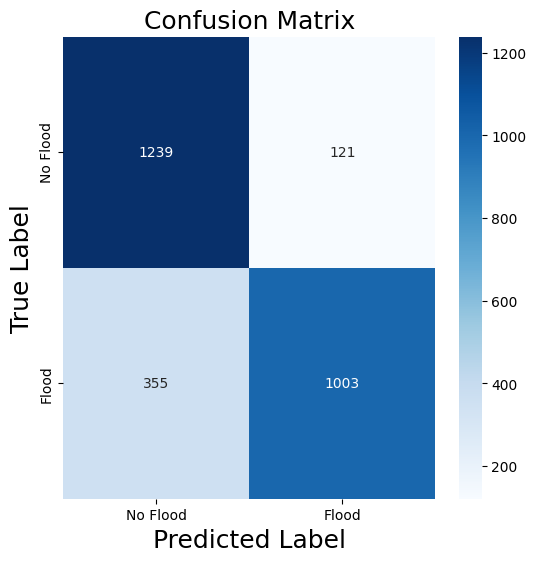 Confusion Matrix
True Label
No Flood
1239
121
Flood
355
1003
No Flood
Flood
Predicted Label
1200
1000
800
600
400
200